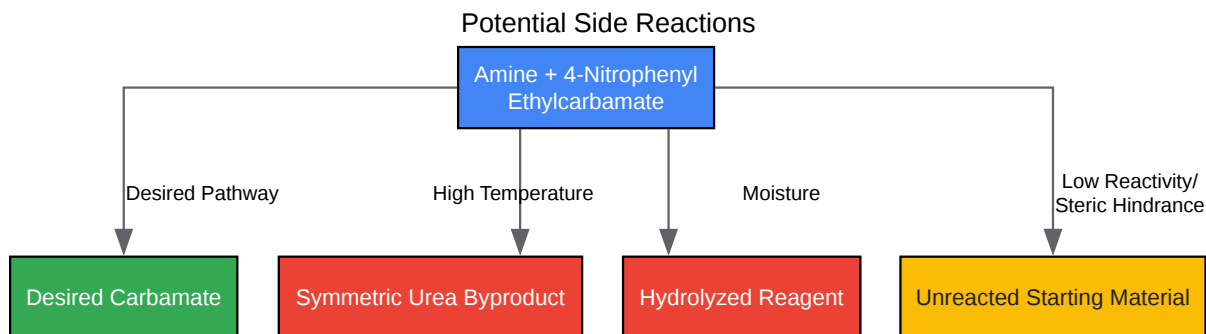 Potential Side Reactions
Amine + 4-Nitrophenyl
Ethylcarbamate
Desired Pathway
High Temperature
Moisture
Low Reactivity/
Steric Hindrance
Desired Carbamate
Symmetric Urea Byproduct
Hydrolyzed Reagent
Unreacted Starting Material